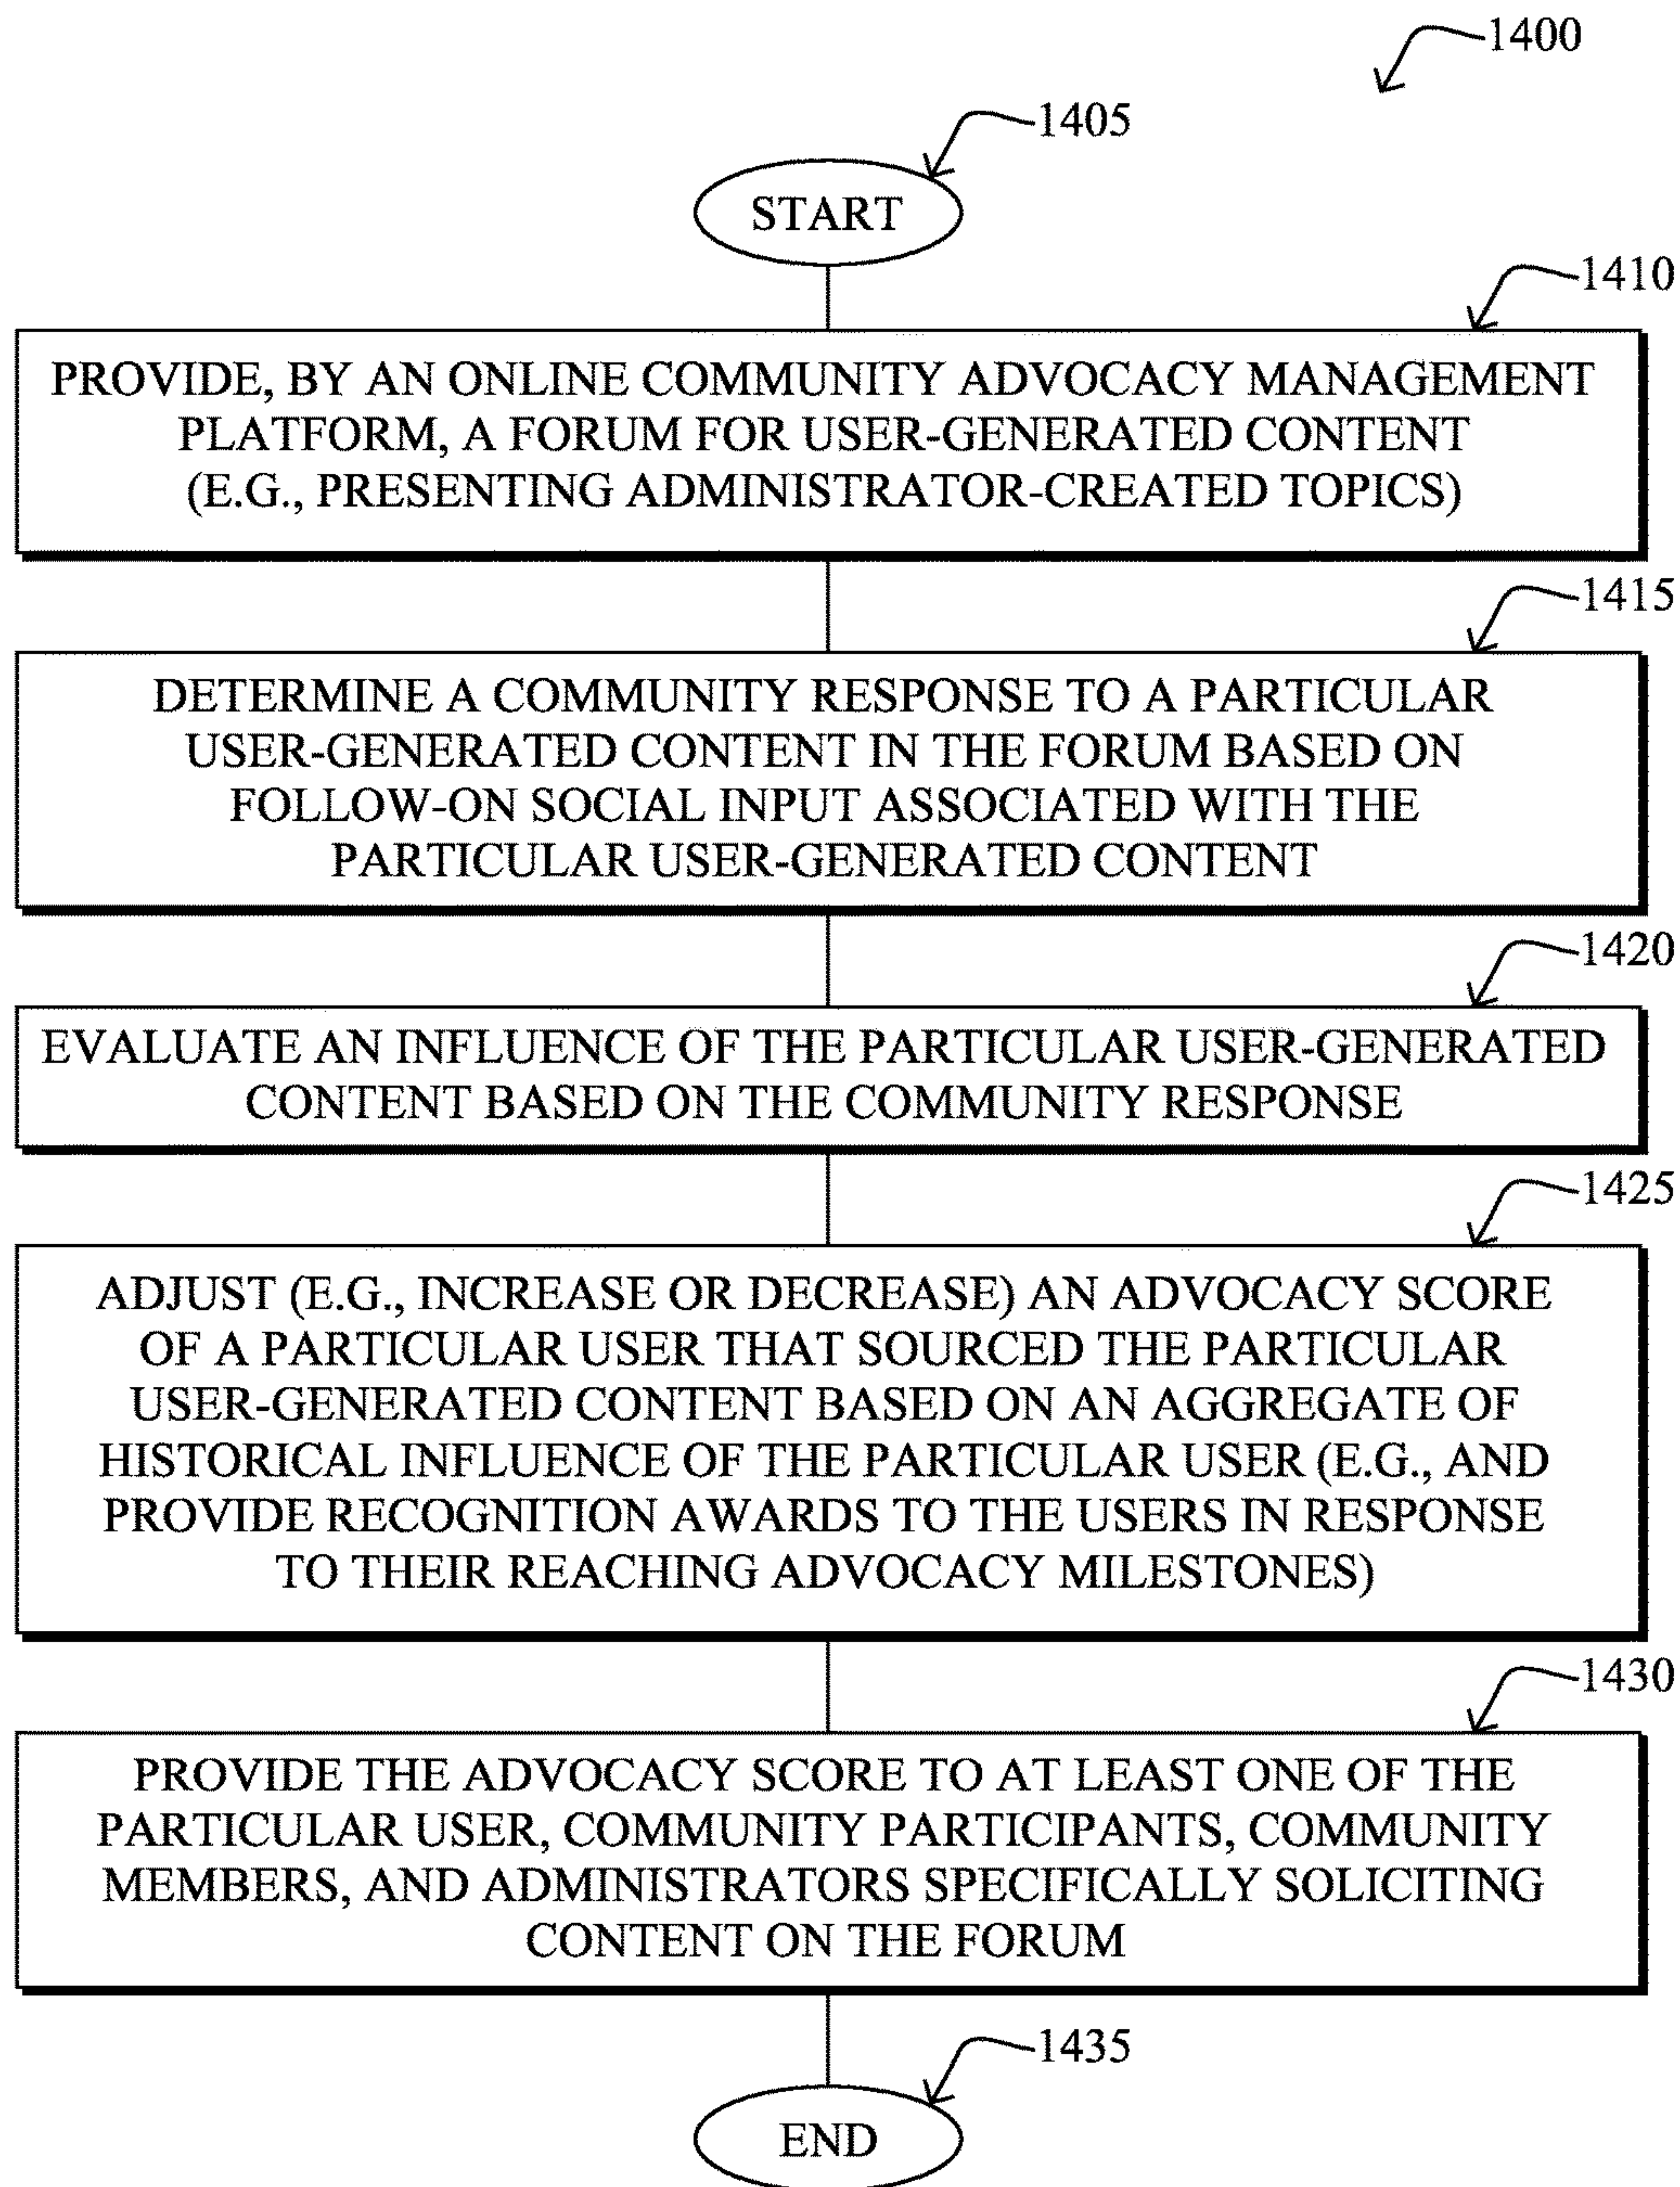 1400
1405
START
1410
PROVIDE, BY AN ONLINE COMMUNITY ADVOCACY MANAGEMENT
PLATFORM, A FORUM FOR USER-GENERATED CONTENT
(E.G., PRESENTING ADMINISTRATOR-CREATED TOPICS)
1415
DETERMINE A COMMUNITY RESPONSE TO A PARTICULAR
USER-GENERATED CONTENT IN THE FORUM BASED ON
FOLLOW-ON SOCIAL INPUT ASSOCIATED WITH THE
PARTICULAR USER-GENERATED CONTENT
1420
EVALUATE AN INFLUENCE OF THE PARTICULAR USER-GENERATED
CONTENT BASED ON THE COMMUNITY RESPONSE
1425
ADJUST (E.G., INCREASE OR DECREASE) AN ADVOCACY SCORE
OF A PARTICULAR USER THAT SOURCED THE PARTICULAR
USER-GENERATED CONTENT BASED ON AN AGGREGATE OF
HISTORICAL INFLUENCE OF THE PARTICULAR USER (E.G., AND
PROVIDE RECOGNITION AWARDS TO THE USERS IN RESPONSE
TO THEIR REACHING ADVOCACY MILESTONES)
1430
PROVIDE THE ADVOCACY SCORE TO AT LEAST ONE OF THE
PARTICULAR USER, COMMUNITY PARTICIPANTS, COMMUNITY
MEMBERS, AND ADMINISTRATORS SPECIFICALLY SOLICITING
CONTENT ON THE FORUM
1435
END